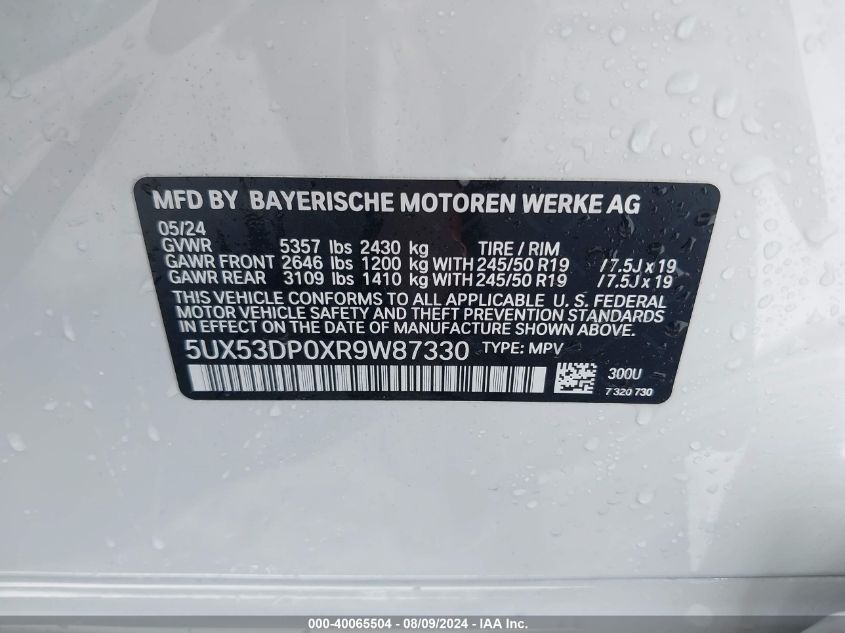 MFD BY BAYERISCHE MOTOREN WERKE AG
05/24
GVWR 5357 lbs 2430 kg TIRE / RIM
GAWR FRONT 2646 lbs 1200 kg WITH 245/50 R19 / 7.5J x 19
GAWR REAR 3109 lbs 1410 kg WITH 245/50 R19 / 7.5J x 19
THIS VEHICLE CONFORMS TO ALL APPLICABLE U. S. FEDERAL
MOTOR VEHICLE SAFETY AND THEFT PREVENTION STANDARDS
IN EFFECT ON THE DATE OF MANUFACTURE SHOWN ABOVE.
5UX53DP0XR9W87330 TYPE: MPV
300U
7 320 730
000-40065504 - 08/09/2024 - IAA Inc.